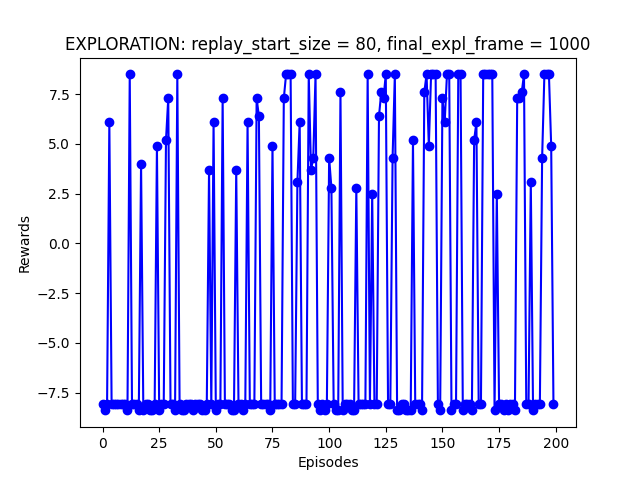 EXPLORATION: replay_start_size = 80, final_expl_frame = 1000
7.5
5.0
2.5
0.0
−2.5
−5.0
−7.5
Rewards
0 25 50 75 100 125 150 175 200
Episodes